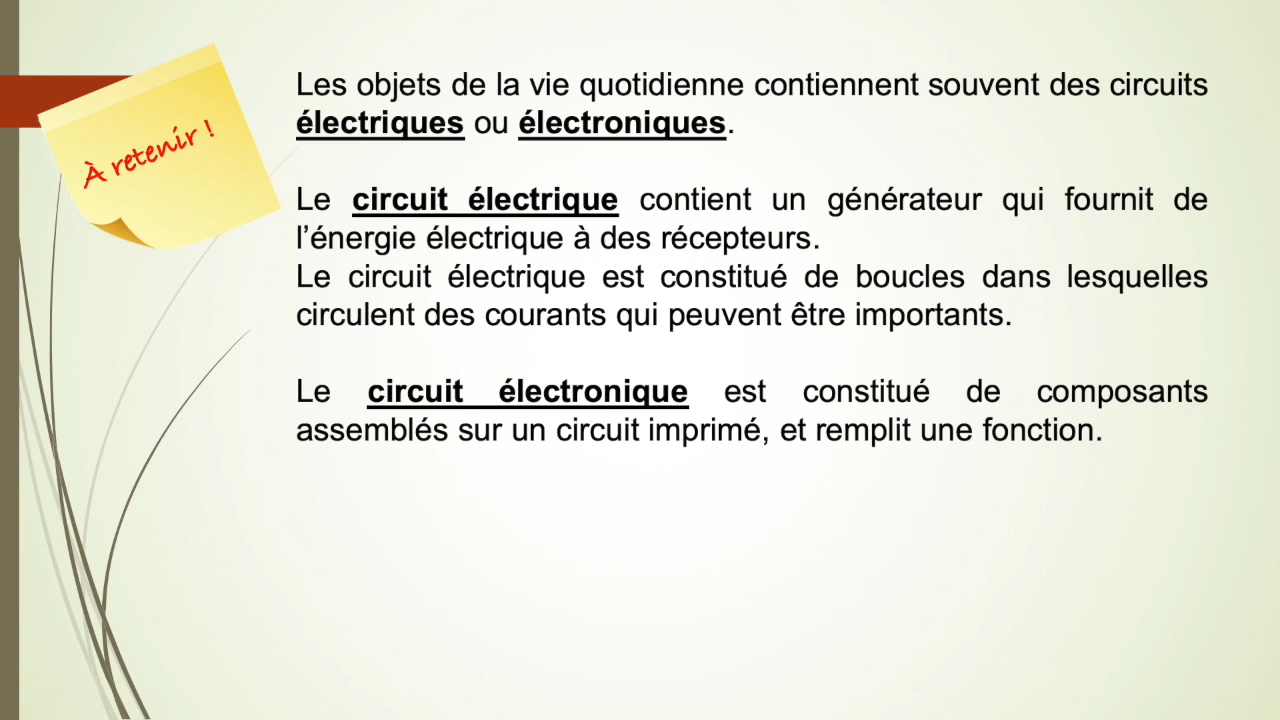 À retenir !
Les objets de la vie quotidienne contiennent souvent des circuits
électriques ou électroniques.
Le circuit électrique contient un générateur qui fournit de
l’énergie électrique à des récepteurs.
Le circuit électrique est constitué de boucles dans lesquelles
circulent des courants qui peuvent être importants.
Le circuit électronique est constitué de composants
assemblés sur un circuit imprimé, et remplit une fonction.